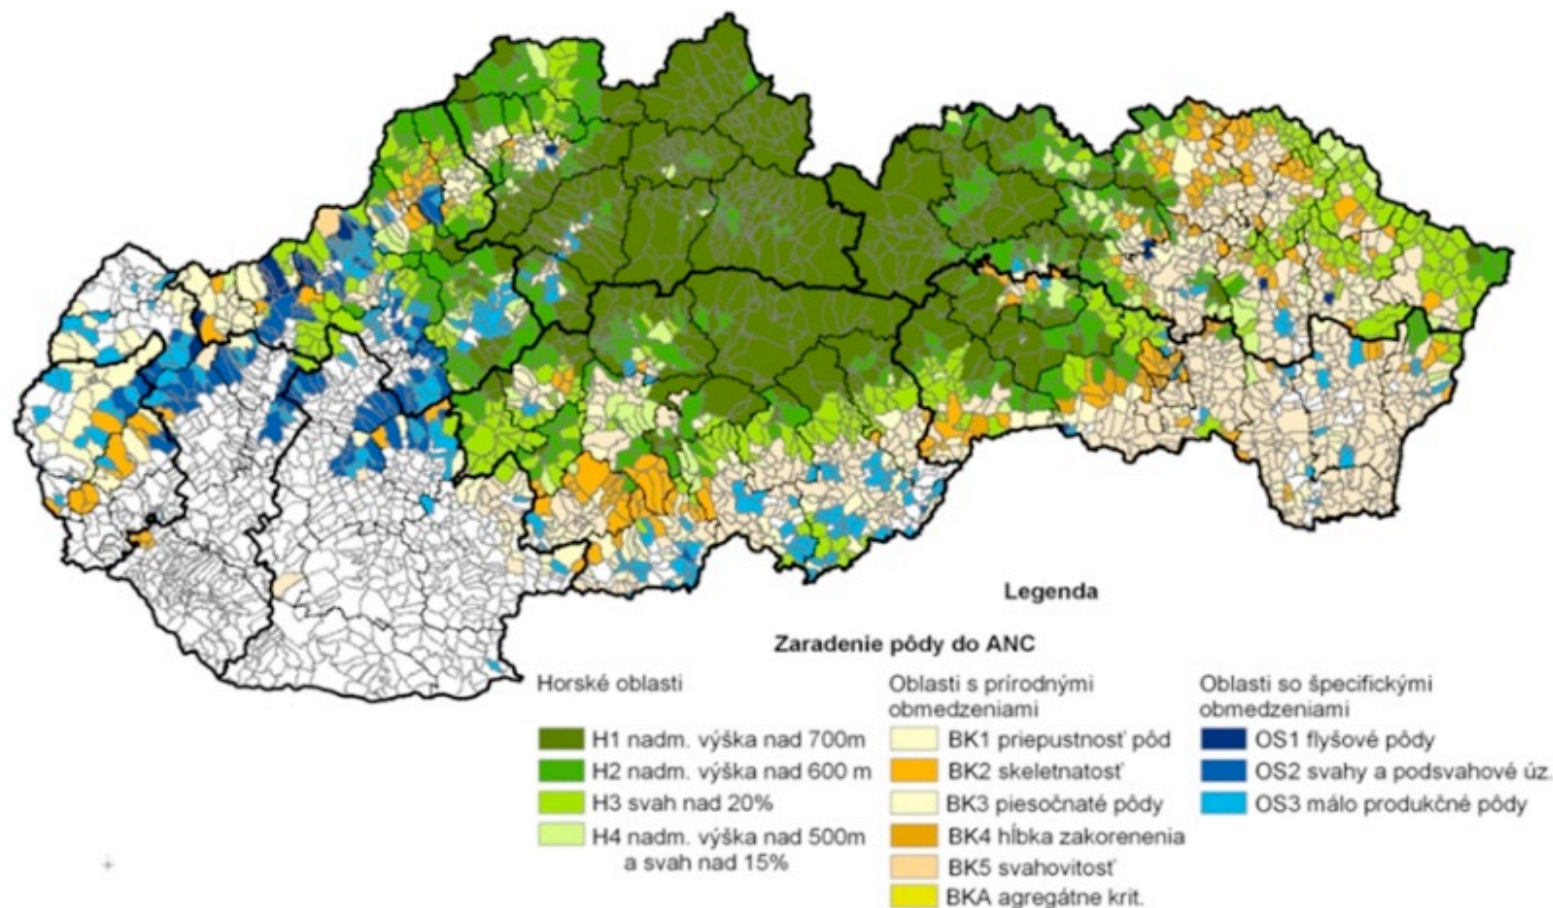 Legenda
Zaradenie pôdy do ANC
Horské oblasti
H1 nadm. výška nad 700m
H2 nadm. výška nad 600 m
H3 svah nad 20%
H4 nadm. výška nad 500m
a svah nad 15%
Oblasti s prírodnými
obmedzeniami
BK1 priepustnosť pôd
BK2 skeletnatosť
BK3 piesočnaté pôdy
BK4 hĺbka zakorenenia
BK5 svahovitosť
BKA agregátne krit.
Oblasti so špecifickými
obmedzeniami
OS1 flyšové pôdy
OS2 svahy a podsvahové úz.
OS3 málo produkčné pôdy